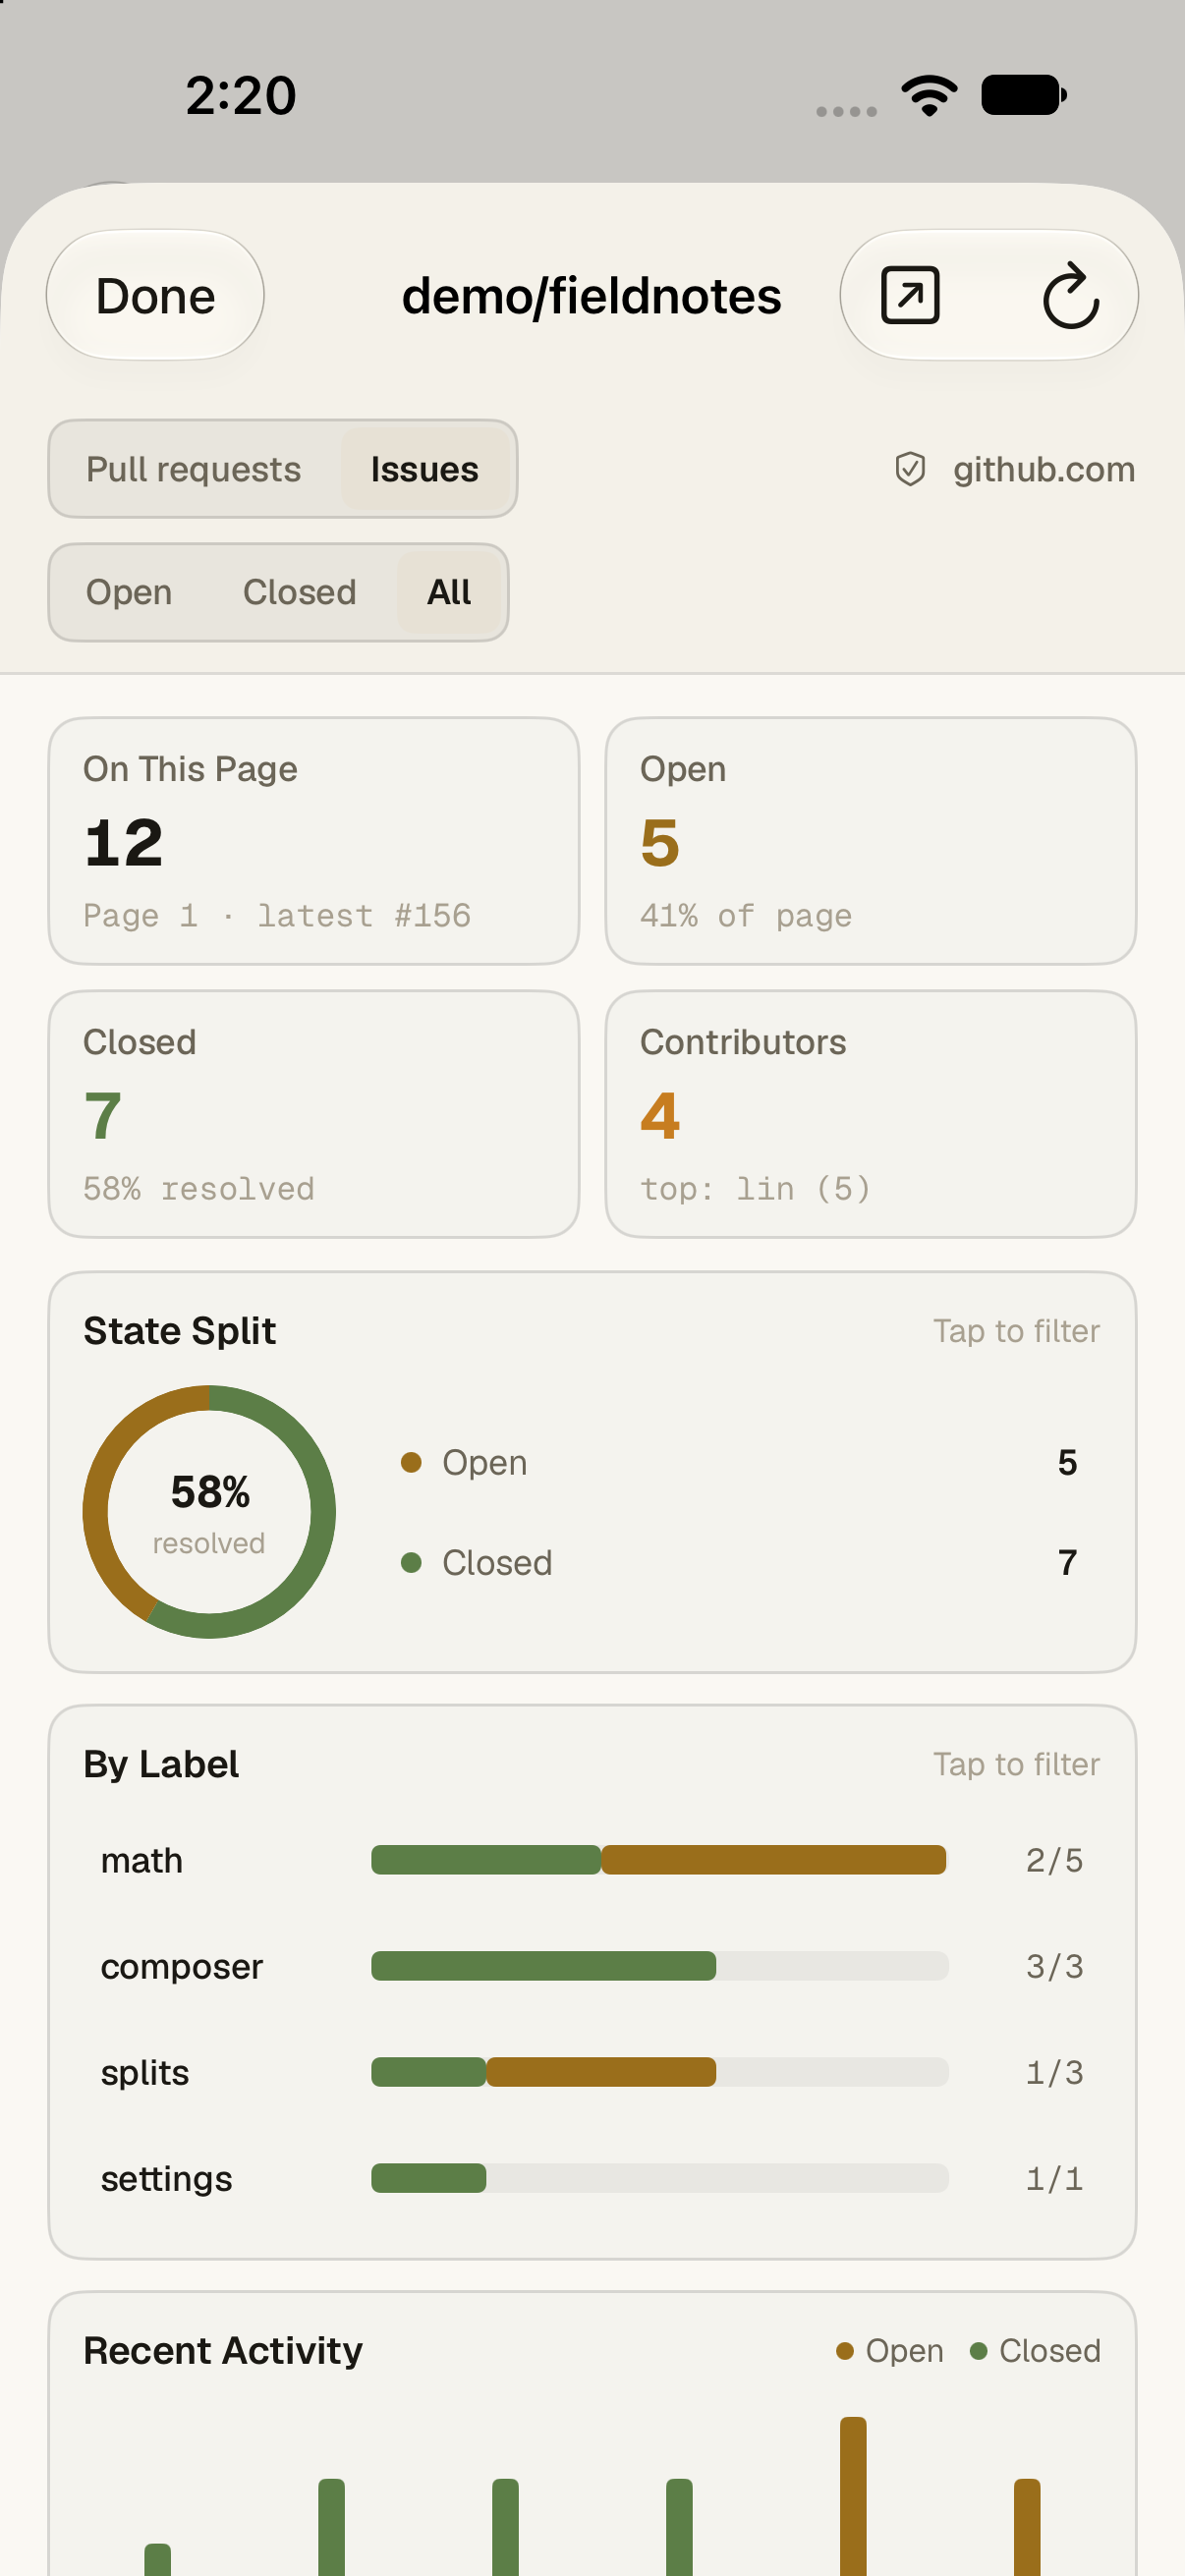 2:20
Done
demo/fieldnotes
Pull requests
Issues
github.com
Open
Closed
All
On This Page
12
Page 1 · latest #156
Open
5
41% of page
Closed
7
58% resolved
Contributors
4
top: lin (5)
State Split
Tap to filter
58%
resolved
Open
5
Closed
7
By Label
Tap to filter
math
2/5
composer
3/3
splits
1/3
settings
1/1
Recent Activity
Open
Closed